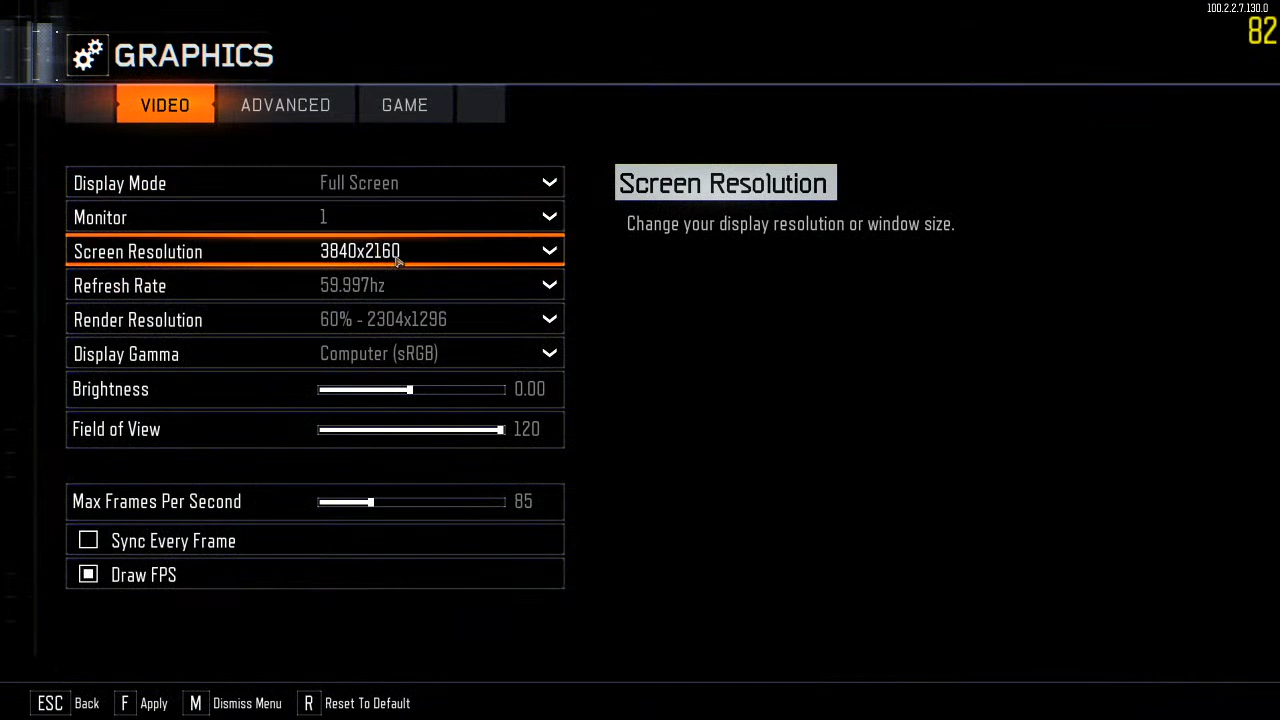 100.2.2.7.130.0
82
GRAPHICS
VIDEO ADVANCED GAME
Display Mode Full Screen
Screen Resolution
Monitor 1
Change your display resolution or window size.
Screen Resolution 3840x2160
Refresh Rate 59.997hz
Render Resolution 60% - 2304x1296
Display Gamma Computer (sRGB)
Brightness 0.00
Field of View 120
Max Frames Per Second 85
Sync Every Frame
Draw FPS
ESC Back F Apply M Dismiss Menu R Reset To Default